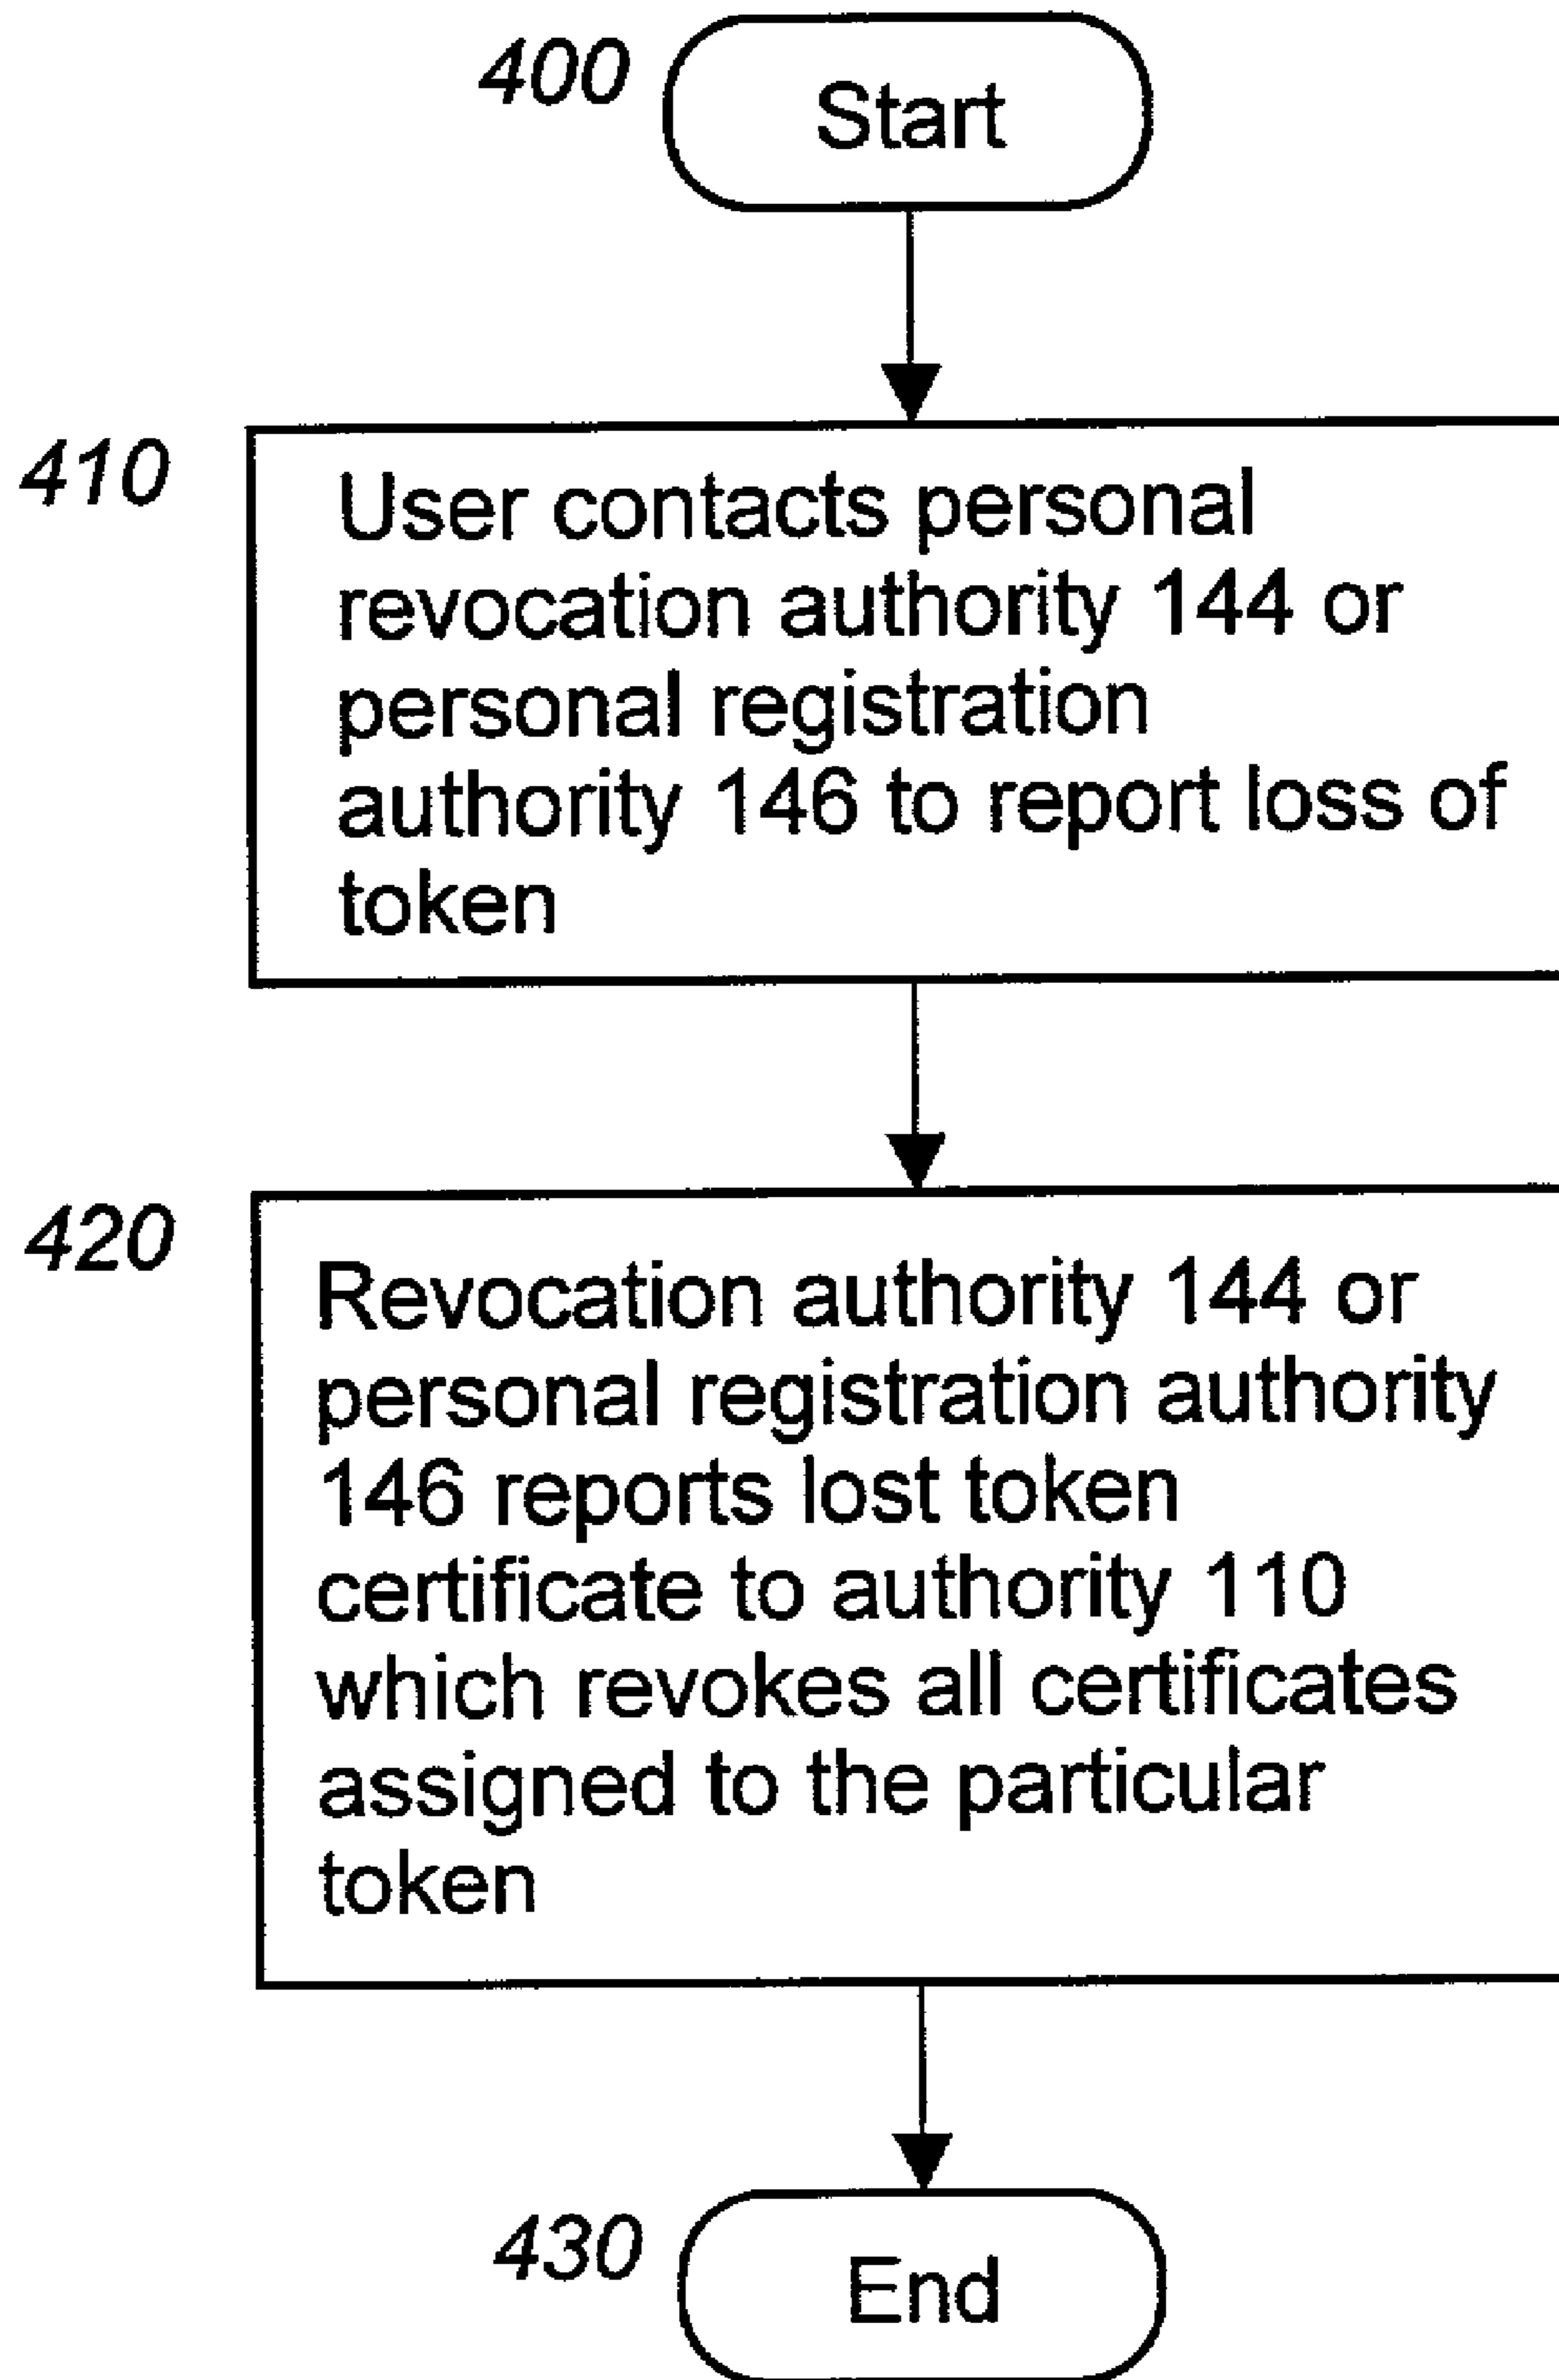 400
Start
410
User contacts personal
revocation authority 144 or
personal registration
authority 146 to report loss of
token
420
Revocation authority 144 or
personal registration authority
146 reports lost token
certificate to authority 110
which revokes all certificates
assigned to the particular
token
430
End